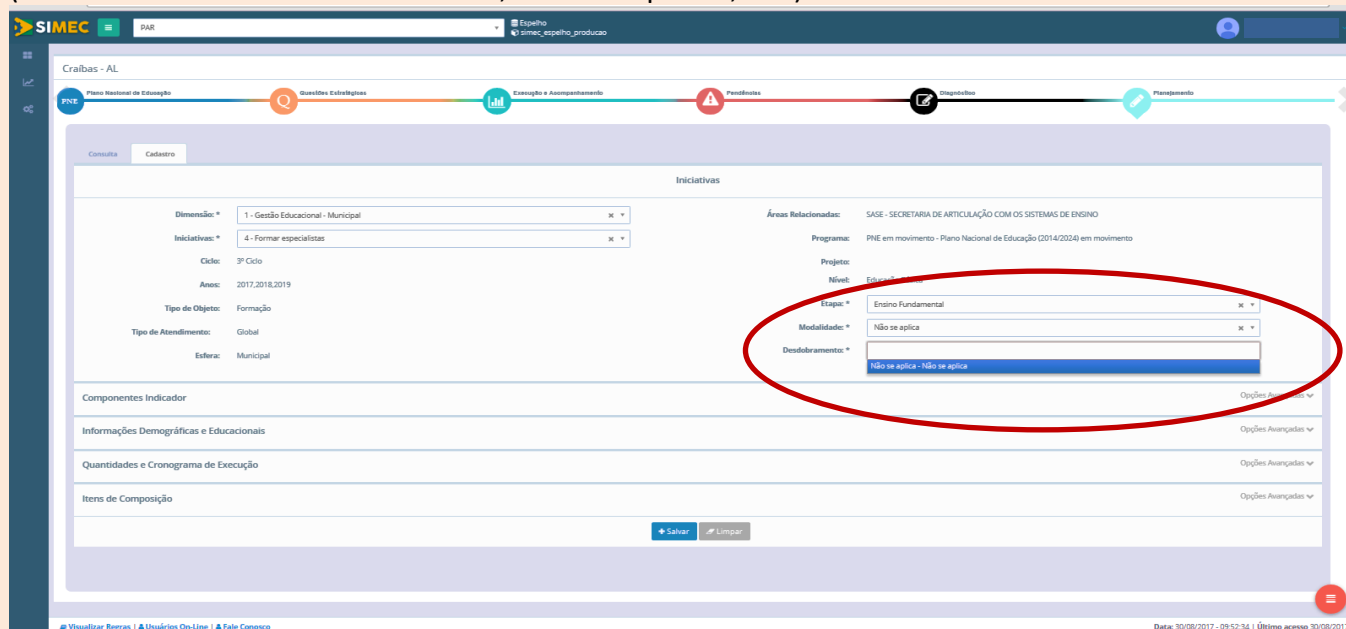 SIMEC
PAR
Espelho
simec_espelho_producao
Craíbas - AL
PNE
Plano Nacional de Educação
Questões Estratégicas
Execução e Acompanhamento
Pendências
Diagnóstico
Planejamento
Consulta
Cadastro
Iniciativas
Dimensão: *
1 - Gestão Educacional - Municipal
Iniciativas: *
4 - Formar especialistas
Ciclo:
3º Ciclo
Anos:
2017,2018,2019
Tipo de Objeto:
Formação
Tipo de Atendimento:
Global
Esfera:
Municipal
Áreas Relacionadas:
SASE - SECRETARIA DE ARTICULAÇÃO COM OS SISTEMAS DE ENSINO
Programa:
PNE em movimento - Plano Nacional de Educação (2014/2024) em movimento
Projeto:
Nível:
Etapa: *
Ensino Fundamental
Modalidade: *
Não se aplica
Desdobramento: *
Não se aplica - Não se aplica
Componentes Indicador
Opções Avançadas
Informações Demográficas e Educacionais
Opções Avançadas
Quantidades e Cronograma de Execução
Opções Avançadas
Itens de Composição
Opções Avançadas
+ Salvar
Limpar
Visualizar Regras | Usuários On-Line | Fale Conosco
Data: 30/08/2017 - 09:52:34 | Último acesso 30/08/2017